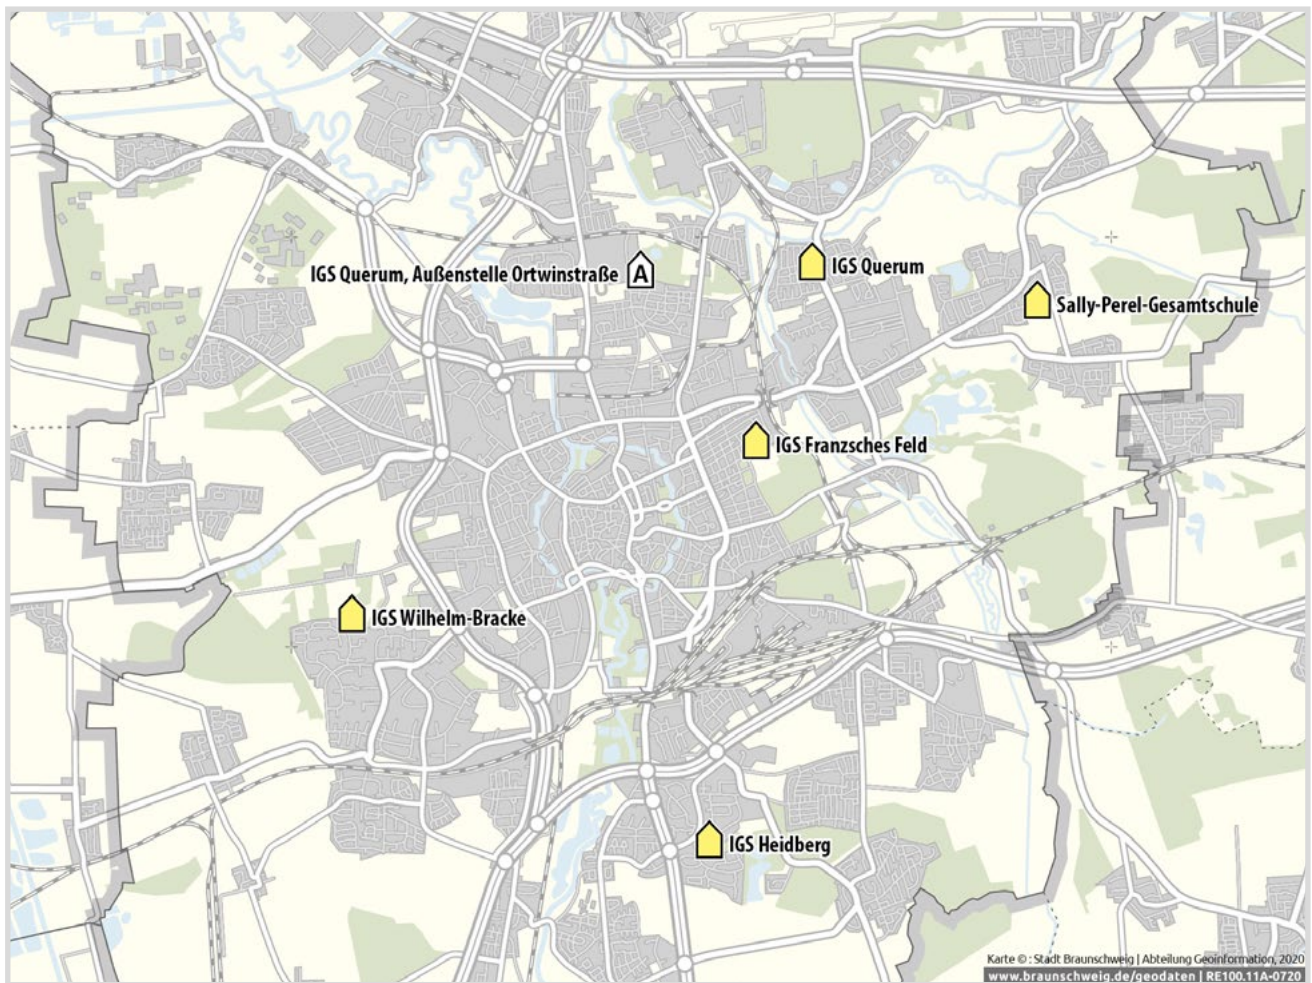 IGS Querum, Außenstelle Ortwinstraße
A
IGS Querum
Sally-Perel-Gesamtschule
IGS Franzsches Feld
IGS Wilhelm-Bracke
IGS Heidberg
Karte © : Stadt Braunschweig | Abteilung Geoinformation, 2020
www.braunschweig.de/geodaten | RE100.11A-0720